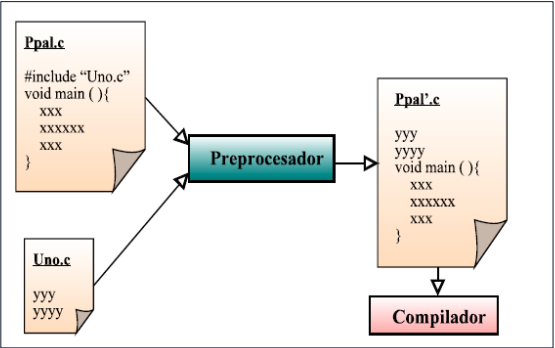 Ppal.c
#include “Uno.c”
void main ( ){
xxx
xxxxxx
xxx
}
Uno.c
yyy
yyyy
Preprocesador
Ppal’.c
yyy
yyyy
void main ( ){
xxx
xxxxxx
xxx
}
Compilador